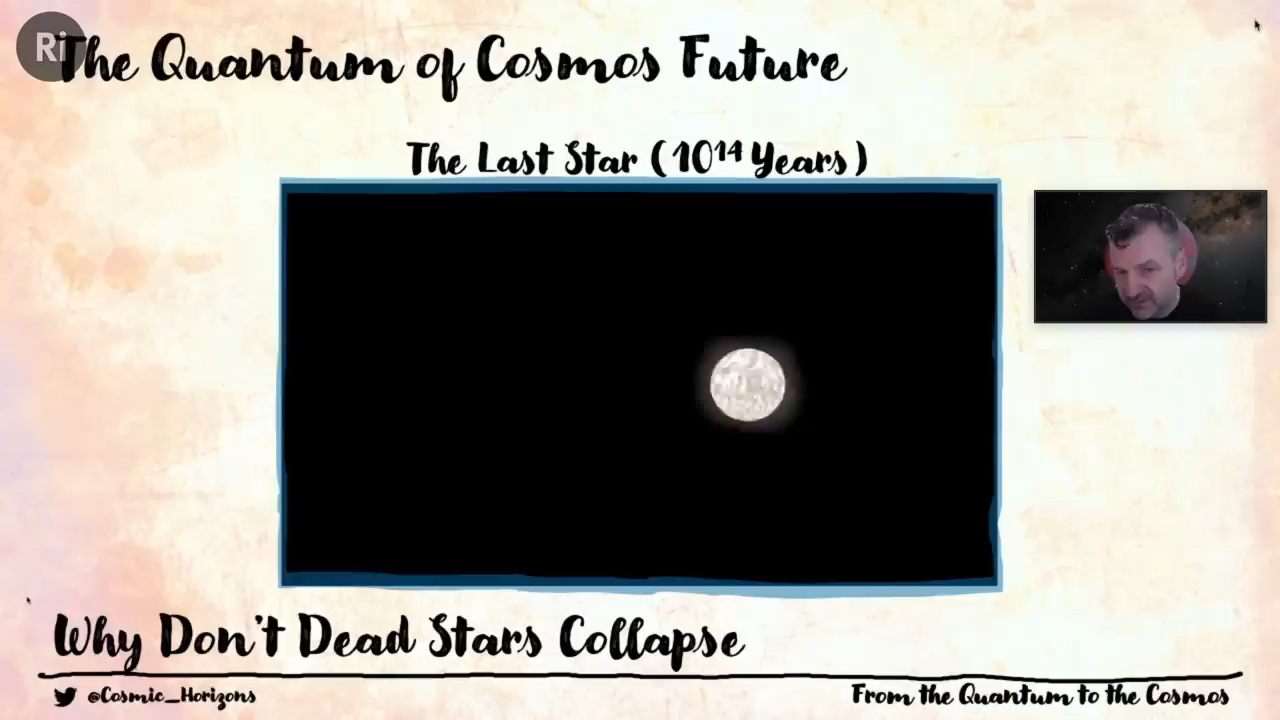 Ri
The Quantum of Cosmos Future
The Last Star (10¹⁴ Years)
Why Don't Dead Stars Collapse
@Cosmic_Horizons
From the Quantum to the Cosmos